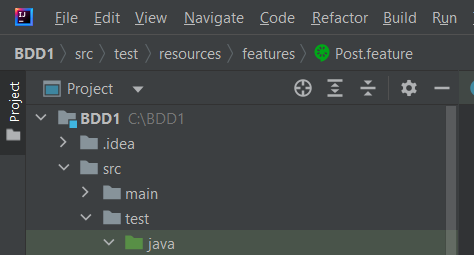 IJ File Edit View Navigate Code Refactor Build Run
BDD1 src test resources features Post.feature
Project
Project
BDD1 C:\BDD1
.idea
src
main
test
java